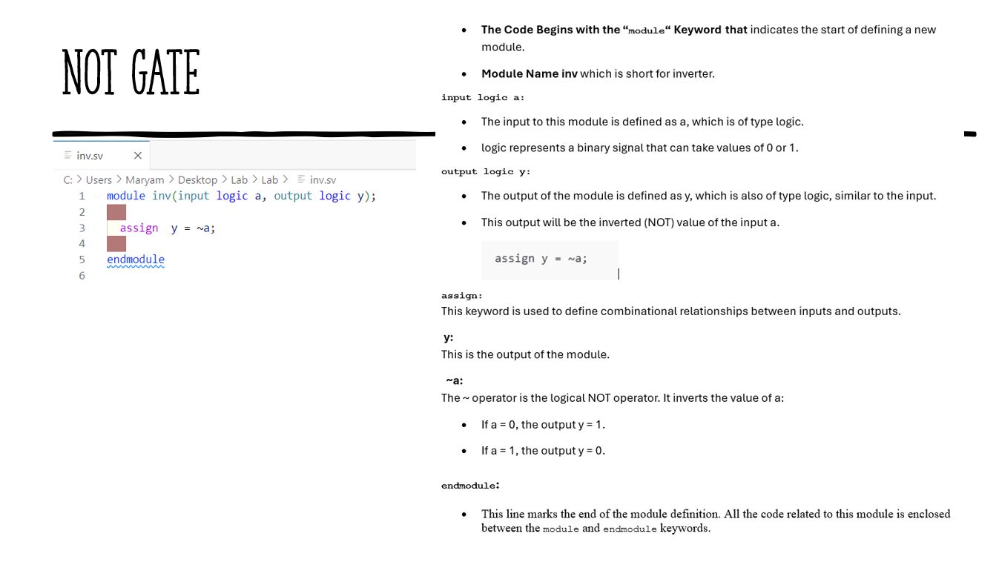 NOT GATE
inv.sv
C: > Users > Maryam > Desktop > Lab > Lab > inv.sv
1 module inv(input logic a, output logic y);
2
3 assign  y = ~a;
4
5 endmodule
6
• The Code Begins with the “module“ Keyword that indicates the start of defining a new
module.
• Module Name inv which is short for inverter.
input logic a:
• The input to this module is defined as a, which is of type logic.
• logic represents a binary signal that can take values of 0 or 1.
output logic y:
• The output of the module is defined as y, which is also of type logic, similar to the input.
• This output will be the inverted (NOT) value of the input a.
assign y = ~a;
assign:
This keyword is used to define combinational relationships between inputs and outputs.
y:
This is the output of the module.
~a:
The ~ operator is the logical NOT operator. It inverts the value of a:
• If a = 0, the output y = 1.
• If a = 1, the output y = 0.
endmodule:
• This line marks the end of the module definition. All the code related to this module is enclosed
between the module and endmodule keywords.